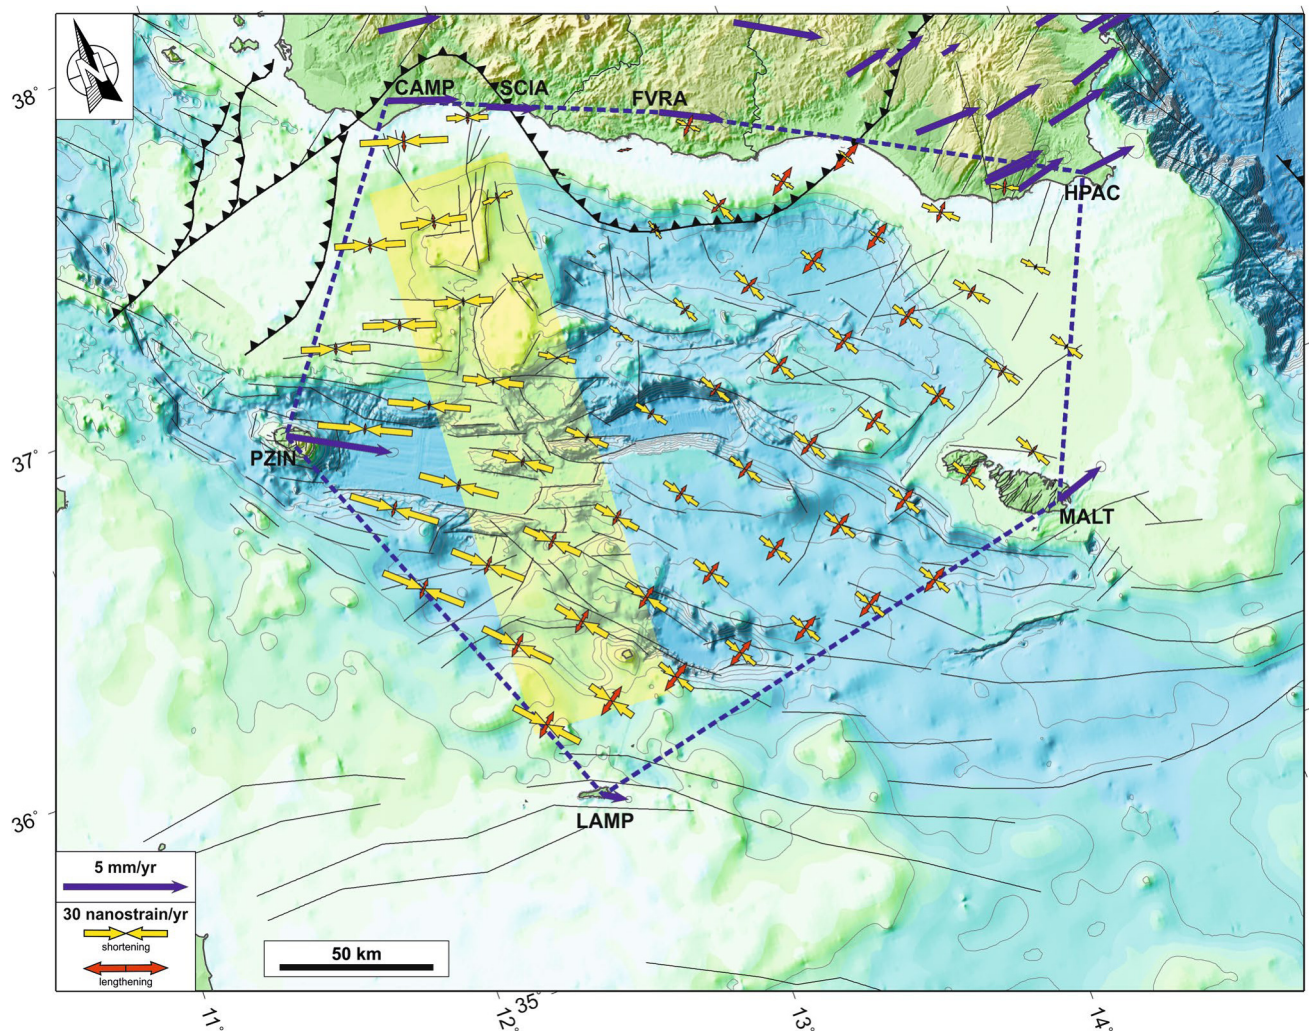 N
38°
CAMP
SCIA
FVRA
HPAC
37°
PZIN
MALT
36°
LAMP
5 mm/yr
30 nanostrain/yr
shortening
lengthening
50 km
11°
12°
35°
13°
14°